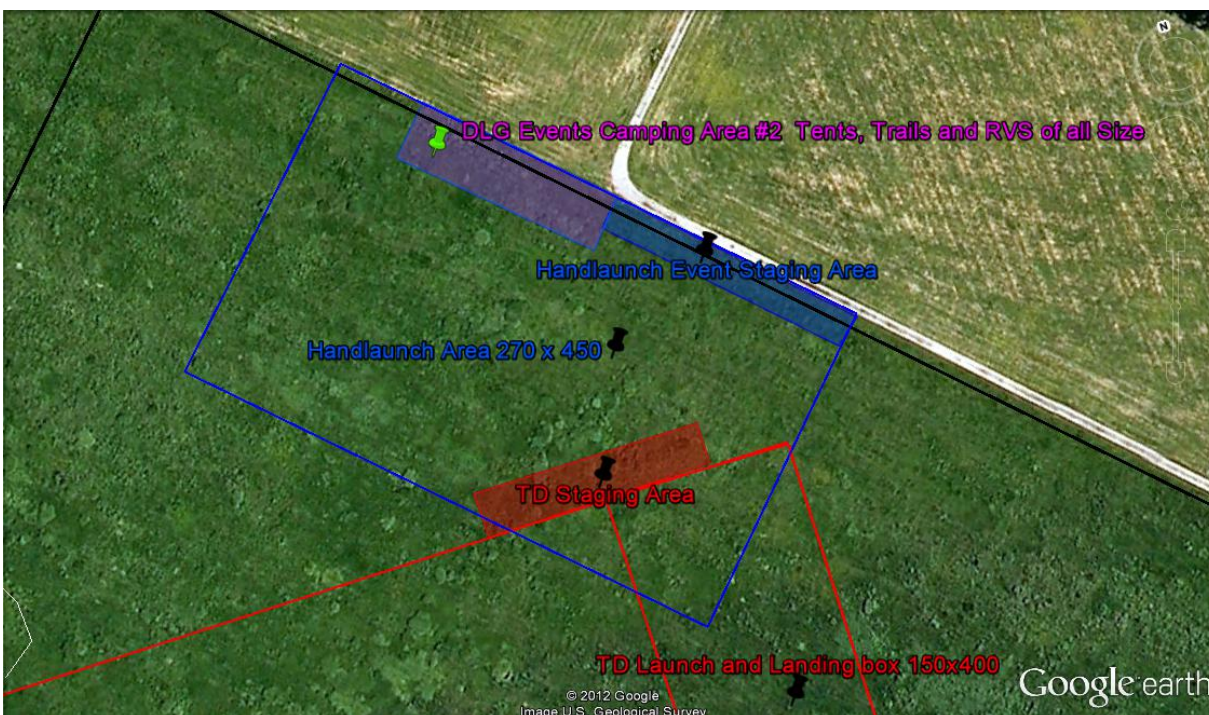 N
DLG Events Camping Area #2 Tents, Trails and RVS of all Size
Handlaunch Event Staging Area
Handlaunch Area 270 x 450
TD Staging Area
TD Launch and Landing box 150x400
Google earth
© 2012 Google
Image U.S. Geological Survey